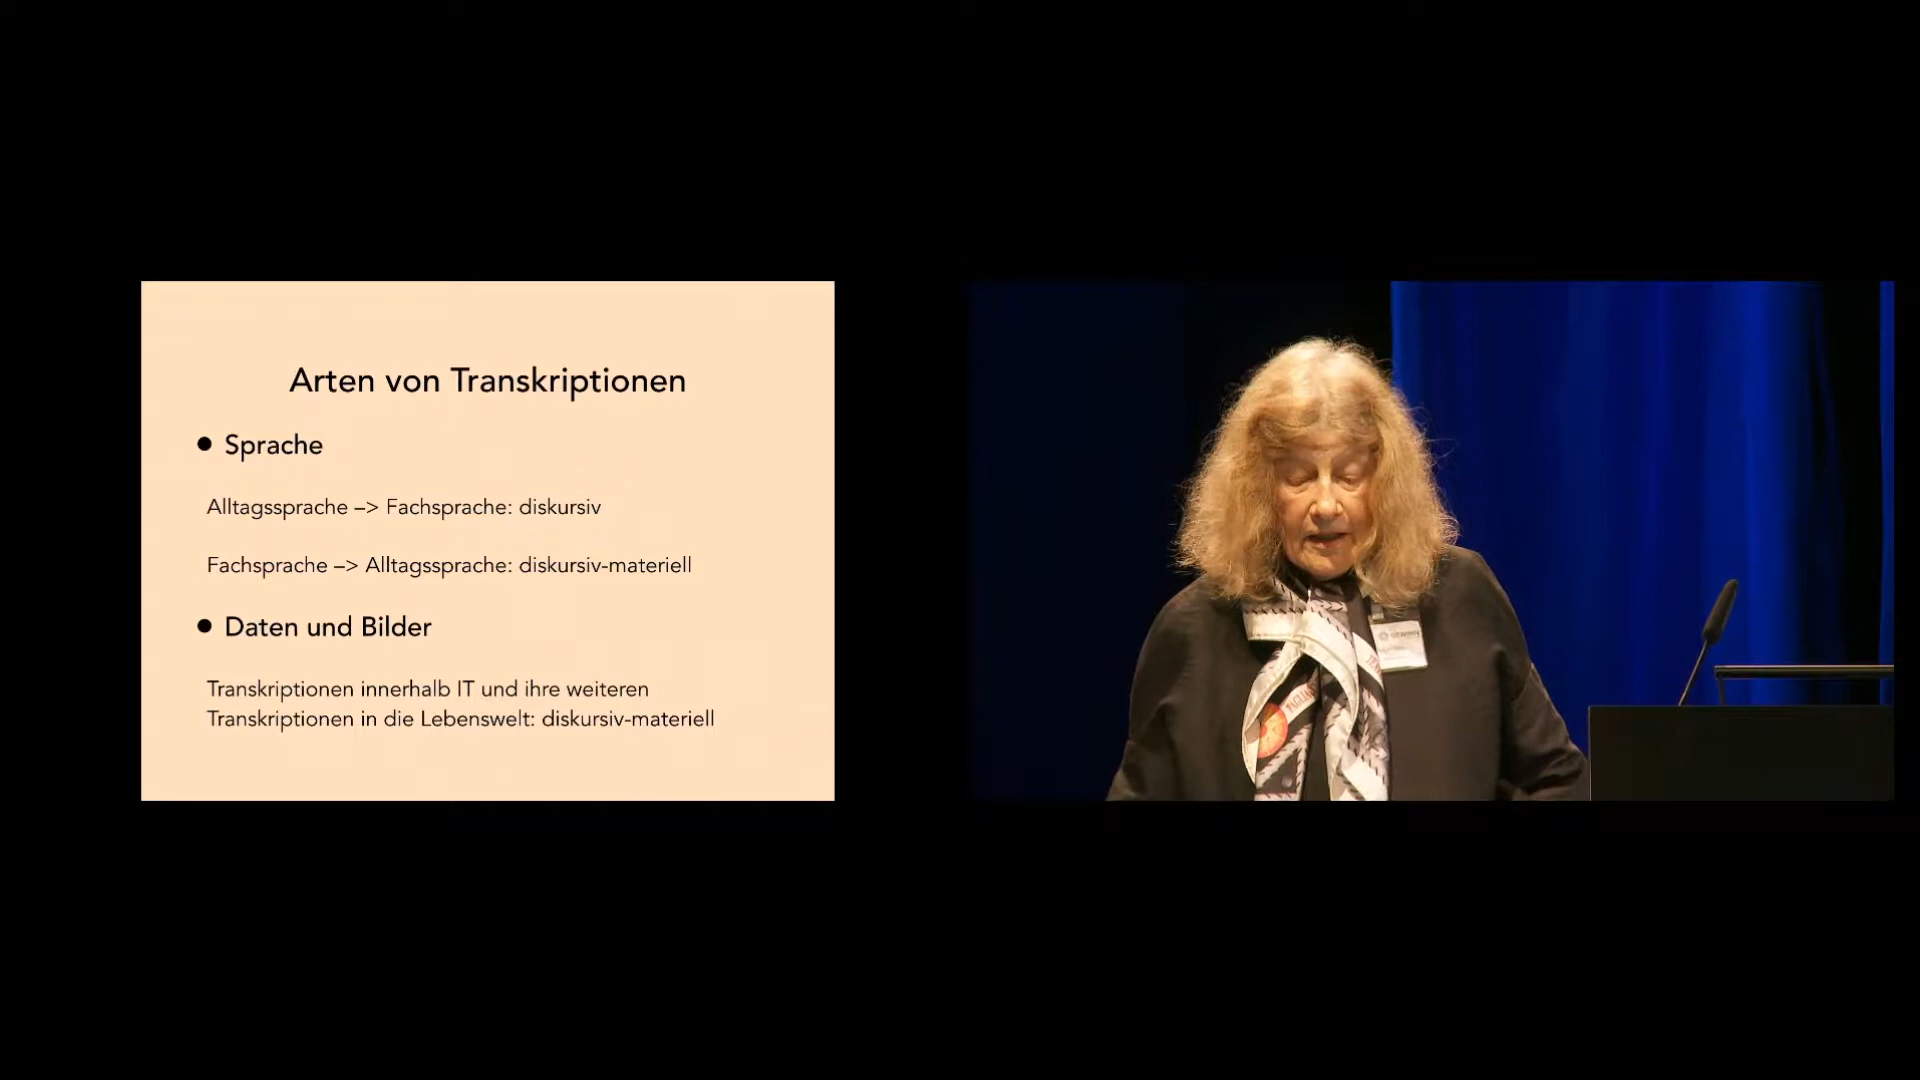 Arten von Transkriptionen
● Sprache
Alltagssprache –> Fachsprache: diskursiv
Fachsprache –> Alltagssprache: diskursiv-materiell
● Daten und Bilder
Transkriptionen innerhalb IT und ihre weiteren
Transkriptionen in die Lebenswelt: diskursiv-materiell